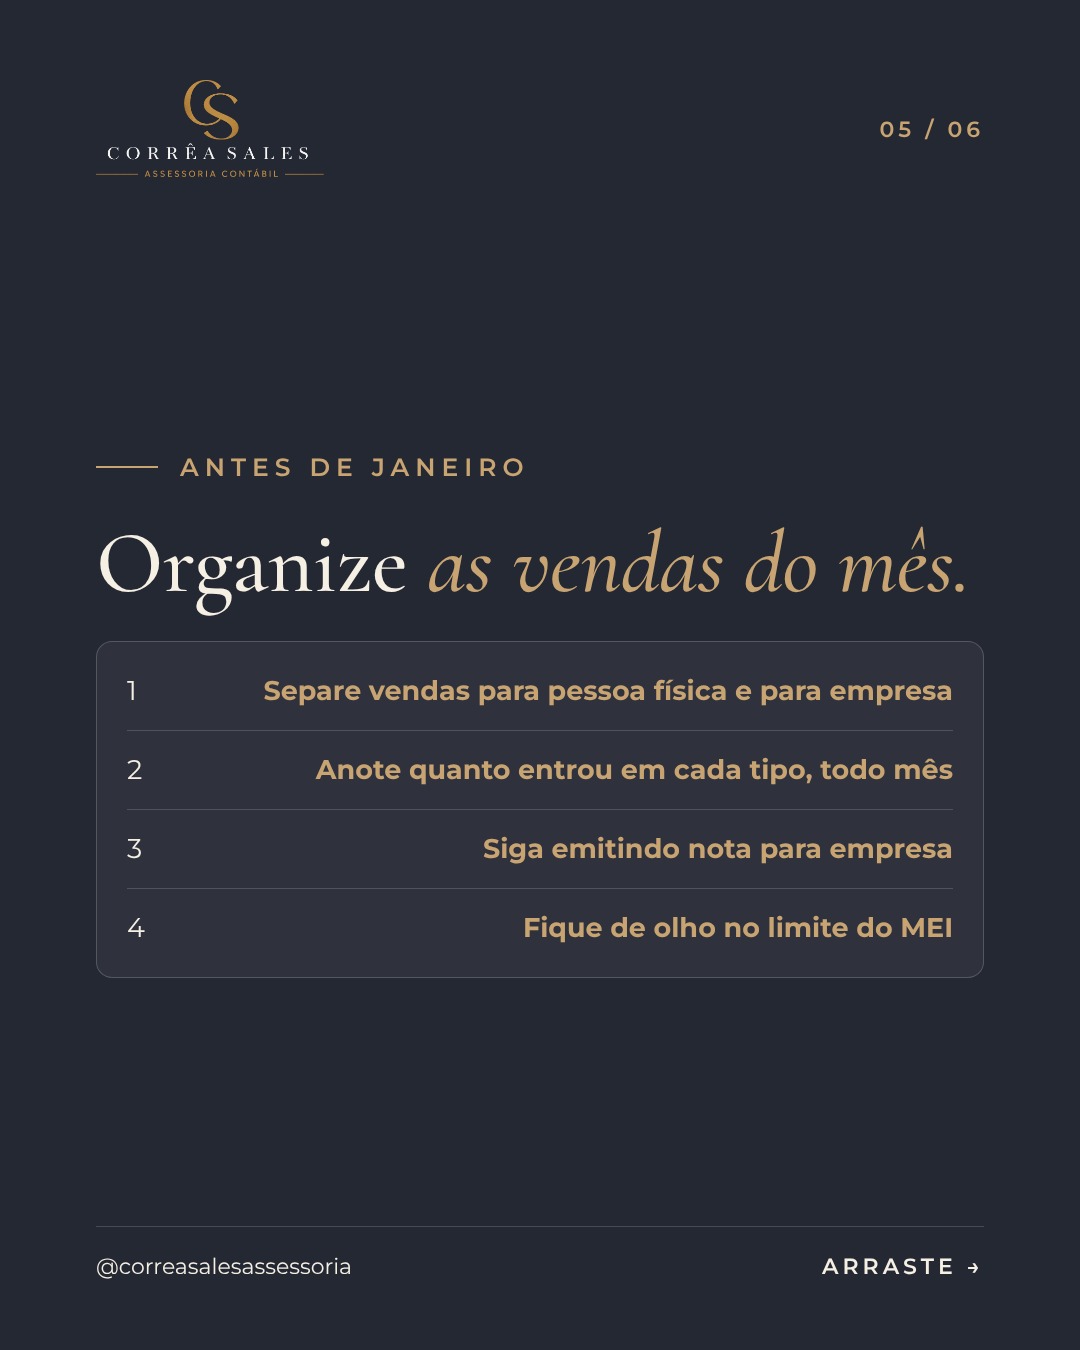 CS
CORRÊA SALES
ASSESSORIA CONTÁBIL
05 / 06
ANTES DE JANEIRO
Organize as vendas do mês.
1 Separe vendas para pessoa física e para empresa
2 Anote quanto entrou em cada tipo, todo mês
3 Siga emitindo nota para empresa
4 Fique de olho no limite do MEI
@correasalesassessoria
ARRASTE →